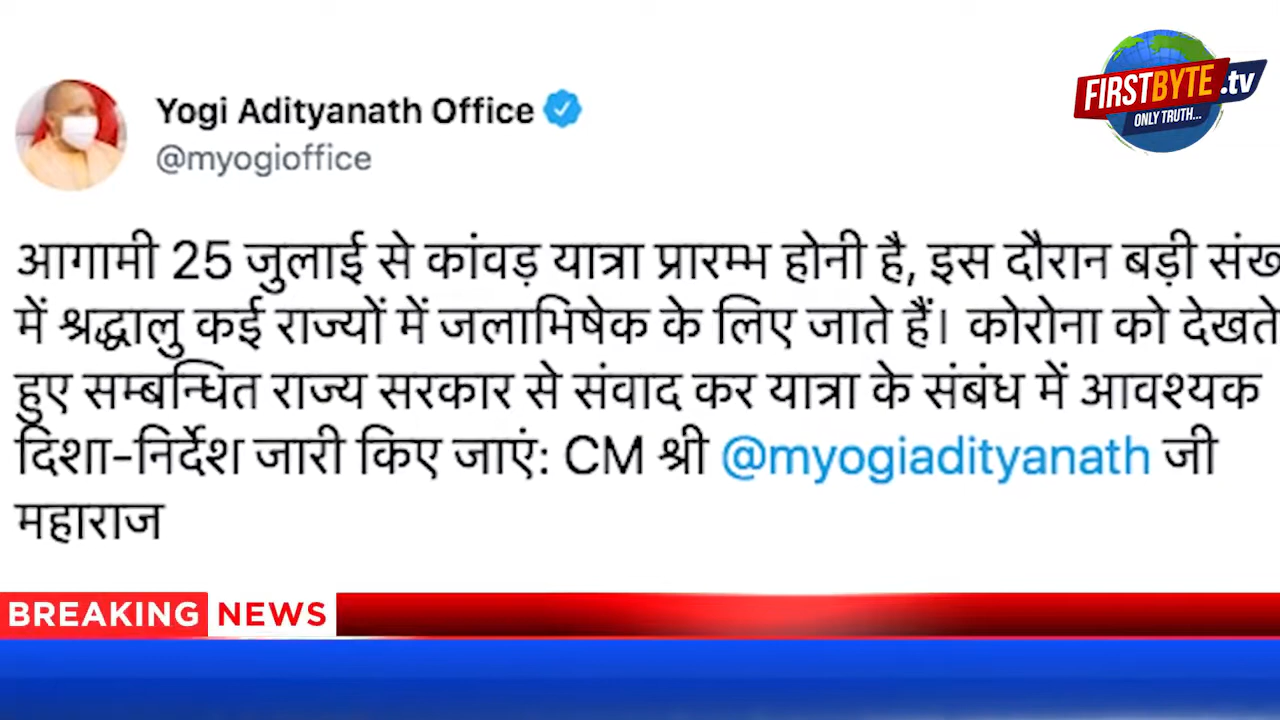 Yogi Adityanath Office
@myogioffice
FIRSTBYTE.tv
ONLY TRUTH...
आगामी 25 जुलाई से कांवड़ यात्रा प्रारम्भ होनी है, इस दौरान बड़ी
में श्रद्धालु कई राज्यों में जलाभिषेक के लिए जाते हैं। कोरोना को देखते
हुए सम्बन्धित राज्य सरकार से संवाद कर यात्रा के संबंध में आवश्यक
दिशा-निर्देश जारी किए जाएं: CM श्री @myogiadityanath जी
महाराज
BREAKING NEWS